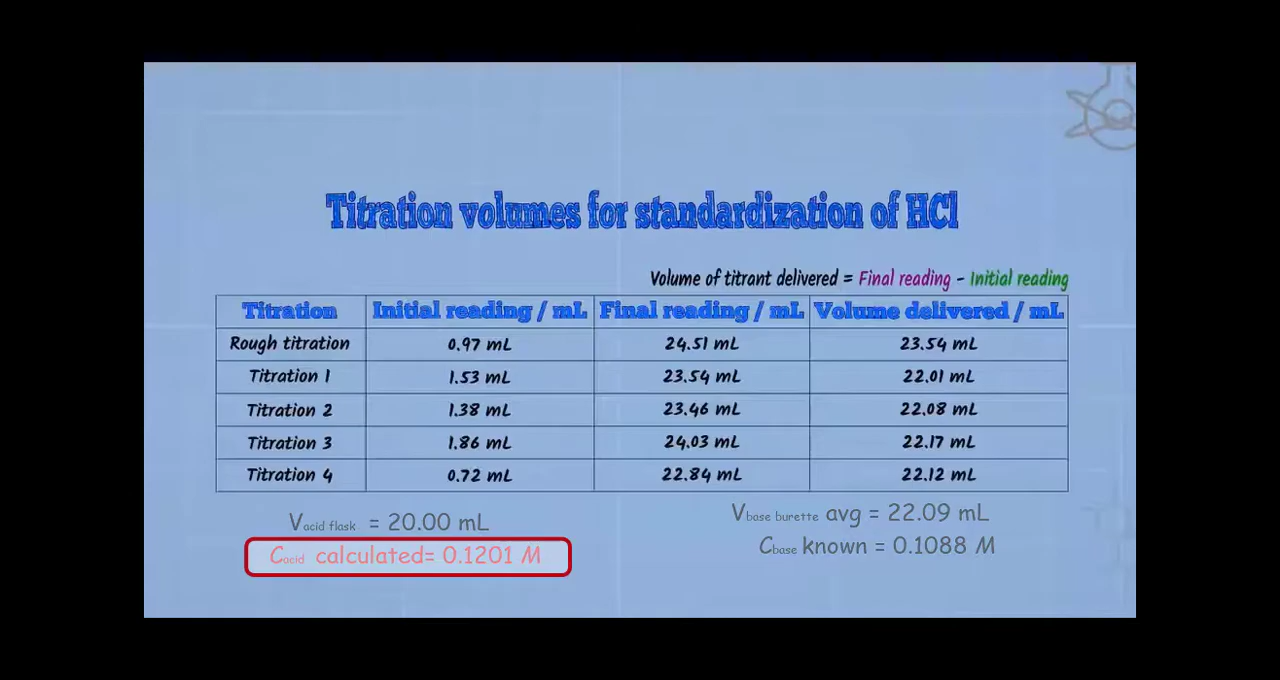 Titration volumes for standardization of HCl
Volume of titrant delivered = Final reading - Initial reading
Titration Initial reading / mL Final reading / mL Volume delivered / mL
Rough titration 0.97 mL 24.51 mL 23.54 mL
Titration 1 1.53 mL 23.54 mL 22.01 mL
Titration 2 1.38 mL 23.46 mL 22.08 mL
Titration 3 1.86 mL 24.03 mL 22.17 mL
Titration 4 0.72 mL 22.84 mL 22.12 mL
Vacid flask = 20.00 mL
Vbase burette avg = 22.09 mL
Cacid calculated= 0.1201 M
Cbase known = 0.1088 M